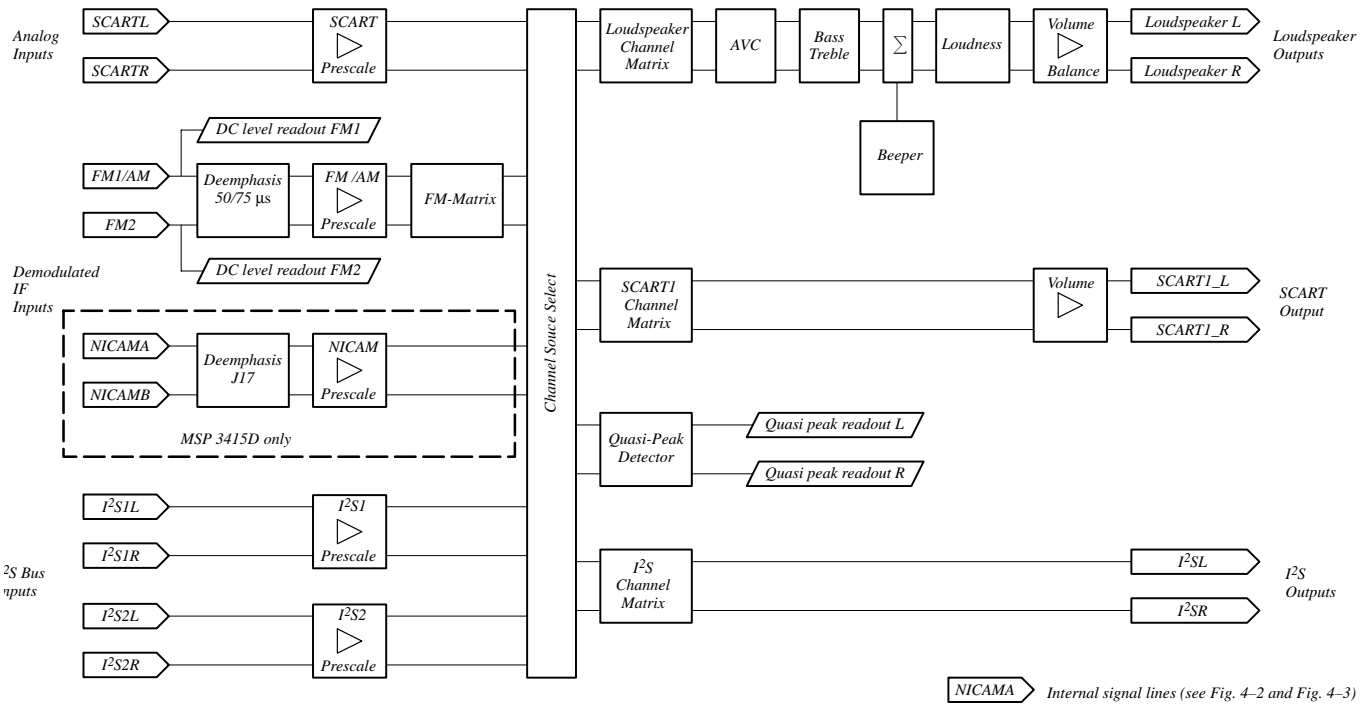 Analog
Inputs
SCARTL
SCARTR
SCART
Prescale
DC level readout FM1
FM1/AM
FM2
Deemphasis
50/75 μs
FM /AM
Prescale
FM-Matrix
DC level readout FM2
Demodulated
IF
Inputs
NICAMA
NICAMB
Deemphasis
J17
NICAM
Prescale
MSP 3415D only
I²S1L
I²S1R
I²S1
Prescale
²S Bus
nputs
I²S2L
I²S2R
I²S2
Prescale
Channel Souce Select
Loudspeaker
Channel
Matrix
AVC
Bass
Treble
Σ
Beeper
Loudness
Volume
Balance
Loudspeaker L
Loudspeaker R
Loudspeaker
Outputs
SCART1
Channel
Matrix
Volume
SCART1_L
SCART1_R
SCART
Output
Quasi-Peak
Detector
Quasi peak readout L
Quasi peak readout R
I²S
Channel
Matrix
I²SL
I²SR
I²S
Outputs
NICAMA
Internal signal lines (see Fig. 4–2 and Fig. 4–3)